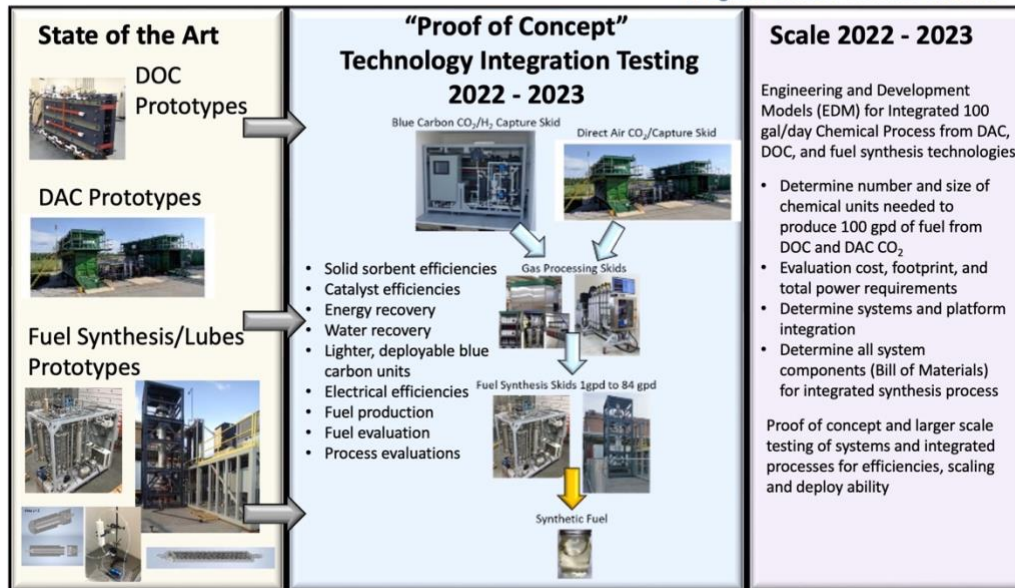 State of the Art
DOC
Prototypes
DAC Prototypes
Fuel Synthesis/Lubes
Prototypes
“Proof of Concept”
Technology Integration Testing
2022 - 2023
Blue Carbon CO₂/H₂ Capture Skid
Direct Air CO₂/Capture Skid
Gas Processing Skids
Fuel Synthesis Skids 1gpd to 84 gpd
Synthetic Fuel
• Solid sorbent efficiencies
• Catalyst efficiencies
• Energy recovery
• Water recovery
• Lighter, deployable blue
carbon units
• Electrical efficiencies
• Fuel production
• Fuel evaluation
• Process evaluations
Scale 2022 - 2023
Engineering and Development
Models (EDM) for Integrated 100
gal/day Chemical Process from DAC,
DOC, and fuel synthesis technologies
• Determine number and size of
chemical units needed to
produce 100 gpd of fuel from
DOC and DAC CO₂
• Evaluation cost, footprint, and
total power requirements
• Determine systems and platform
integration
• Determine all system
components (Bill of Materials)
for integrated synthesis process
Proof of concept and larger scale
testing of systems and integrated
processes for efficiencies, scaling
and deploy ability